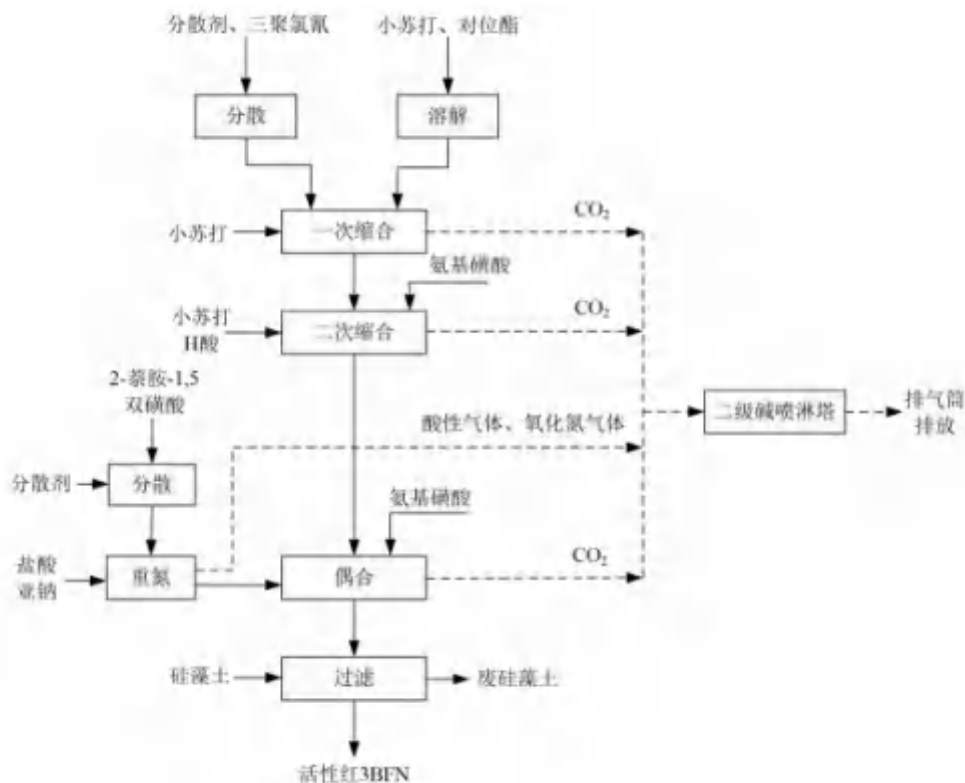 分散剂、三聚氯氰
小苏打、对位酯
分散
溶解
CO₂
小苏打
一次缩合
氨基磺酸
CO₂
小苏打
H酸
二次缩合
2-萘胺-1,5
双磺酸
二级碱喷淋塔
排气筒
排放
酸性气体、氧化氮气体
分散剂
分散
氨基磺酸
盐酸
亚钠
重氮
偶合
CO₂
硅藻土
过滤
废硅藻土
活性红3BFN